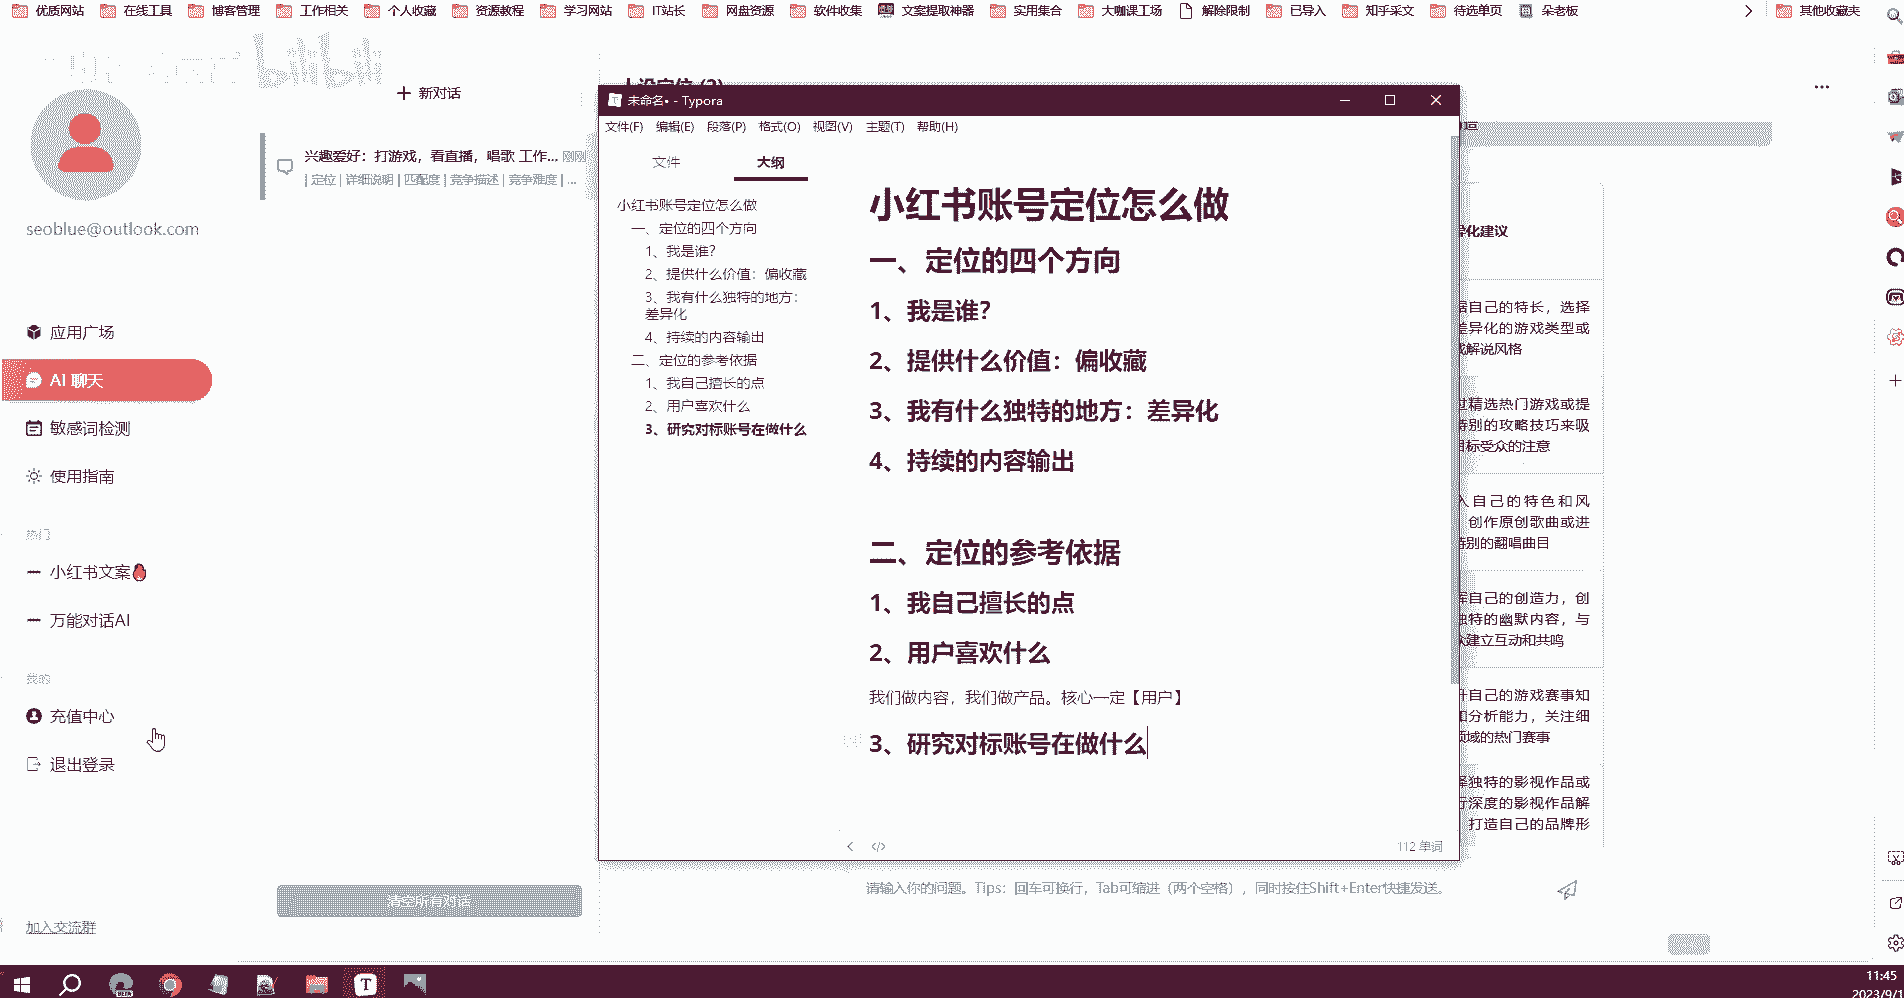 优质网站 在线工具 博客管理 工作相关 个人收藏 资源教程 学习网站 IT站长 网盘资源 软件收集 文案提取神器 实用集合 大咖课工场 解除限制 已导入 知乎采文 待选单页 朵老板 其他收藏夹
bilibili
新对话
兴趣爱好：打游戏，看直播，唱歌 工作... 刚刚
| 定位 | 详细说明 | 匹配度 | 竞争描述 | 竞争难度 | ...
seoblue@outlook.com
应用广场
AI 聊天
敏感词检测
使用指南
热门
小红书文案
万能对话AI
我的
充值中心
退出登录
加入交流群
清空所有对话
未命名• - Typora
文件(F) 编辑(E) 段落(P) 格式(O) 视图(V) 主题(T) 帮助(H)
文件 大纲
小红书账号定位怎么做
一、定位的四个方向
1、我是谁？
2、提供什么价值：偏收藏
3、我有什么独特的地方：
差异化
4、持续的内容输出
二、定位的参考依据
1、我自己擅长的点
2、用户喜欢什么
3、研究对标账号在做什么
小红书账号定位怎么做
一、定位的四个方向
1、我是谁？
2、提供什么价值：偏收藏
3、我有什么独特的地方：差异化
4、持续的内容输出
二、定位的参考依据
1、我自己擅长的点
2、用户喜欢什么
我们做内容，我们做产品。核心一定【用户】
3、研究对标账号在做什么
112 单词
化建议
自己的特长，选择
差异化的游戏类型或
解说风格
精选热门游戏或提
特别的攻略技巧来吸
目标受众的注意
入自己的特色和风
创作原创歌曲或进
特别的翻唱曲目
自己的创造力，创
独特的幽默内容，与
众建立互动和共鸣
自己的游戏赛事知
和分析能力，关注细
领域的热门赛事
择独特的影视作品或
行深度的影视作品解
打造自己的品牌形
请输入你的问题。Tips：回车可换行，Tab可缩进（两个空格），同时按住Shift+Enter快捷发送。
11:45
2023/9/1